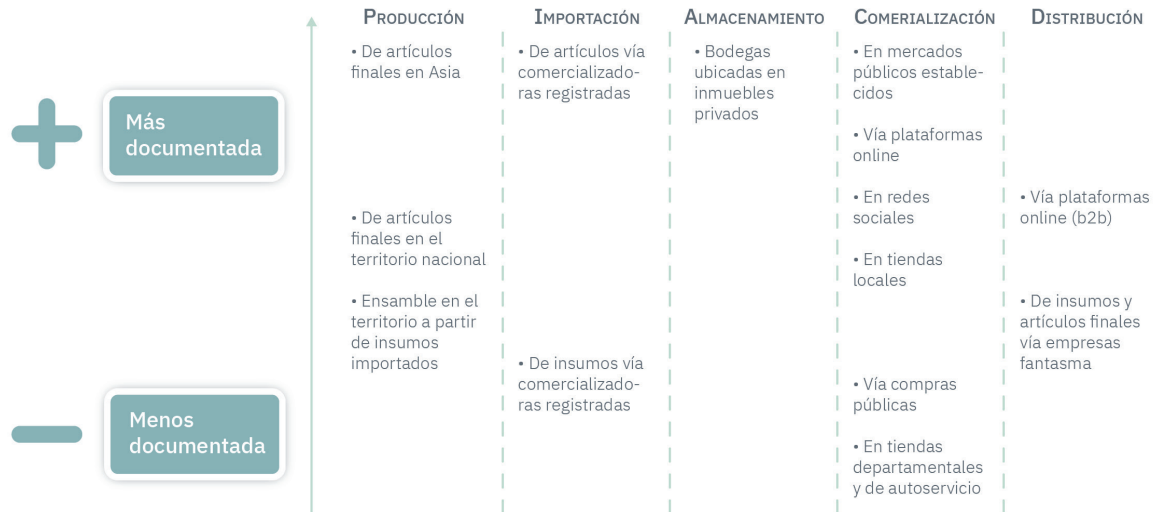 PRODUCCIÓN
• De artículos
finales en Asia
• De artículos
finales en el
territorio nacional
• Ensamble en el
territorio a partir
de insumos
importados
IMPORTACIÓN
• De artículos vía
comercializado-
ras registradas
• De insumos vía
comercializado-
ras registradas
ALMACENAMIENTO
• Bodegas
ubicadas en
inmuebles
privados
COMERIALIZACIÓN
• En mercados
públicos estable-
cidos
• Vía plataformas
online
• En redes
sociales
• En tiendas
locales
• Vía compras
públicas
• En tiendas
departamentales
y de autoservicio
DISTRIBUCIÓN
• Vía plataformas
online (b2b)
• De insumos y
artículos finales
vía empresas
fantasma
Más
documentada
Menos
documentada